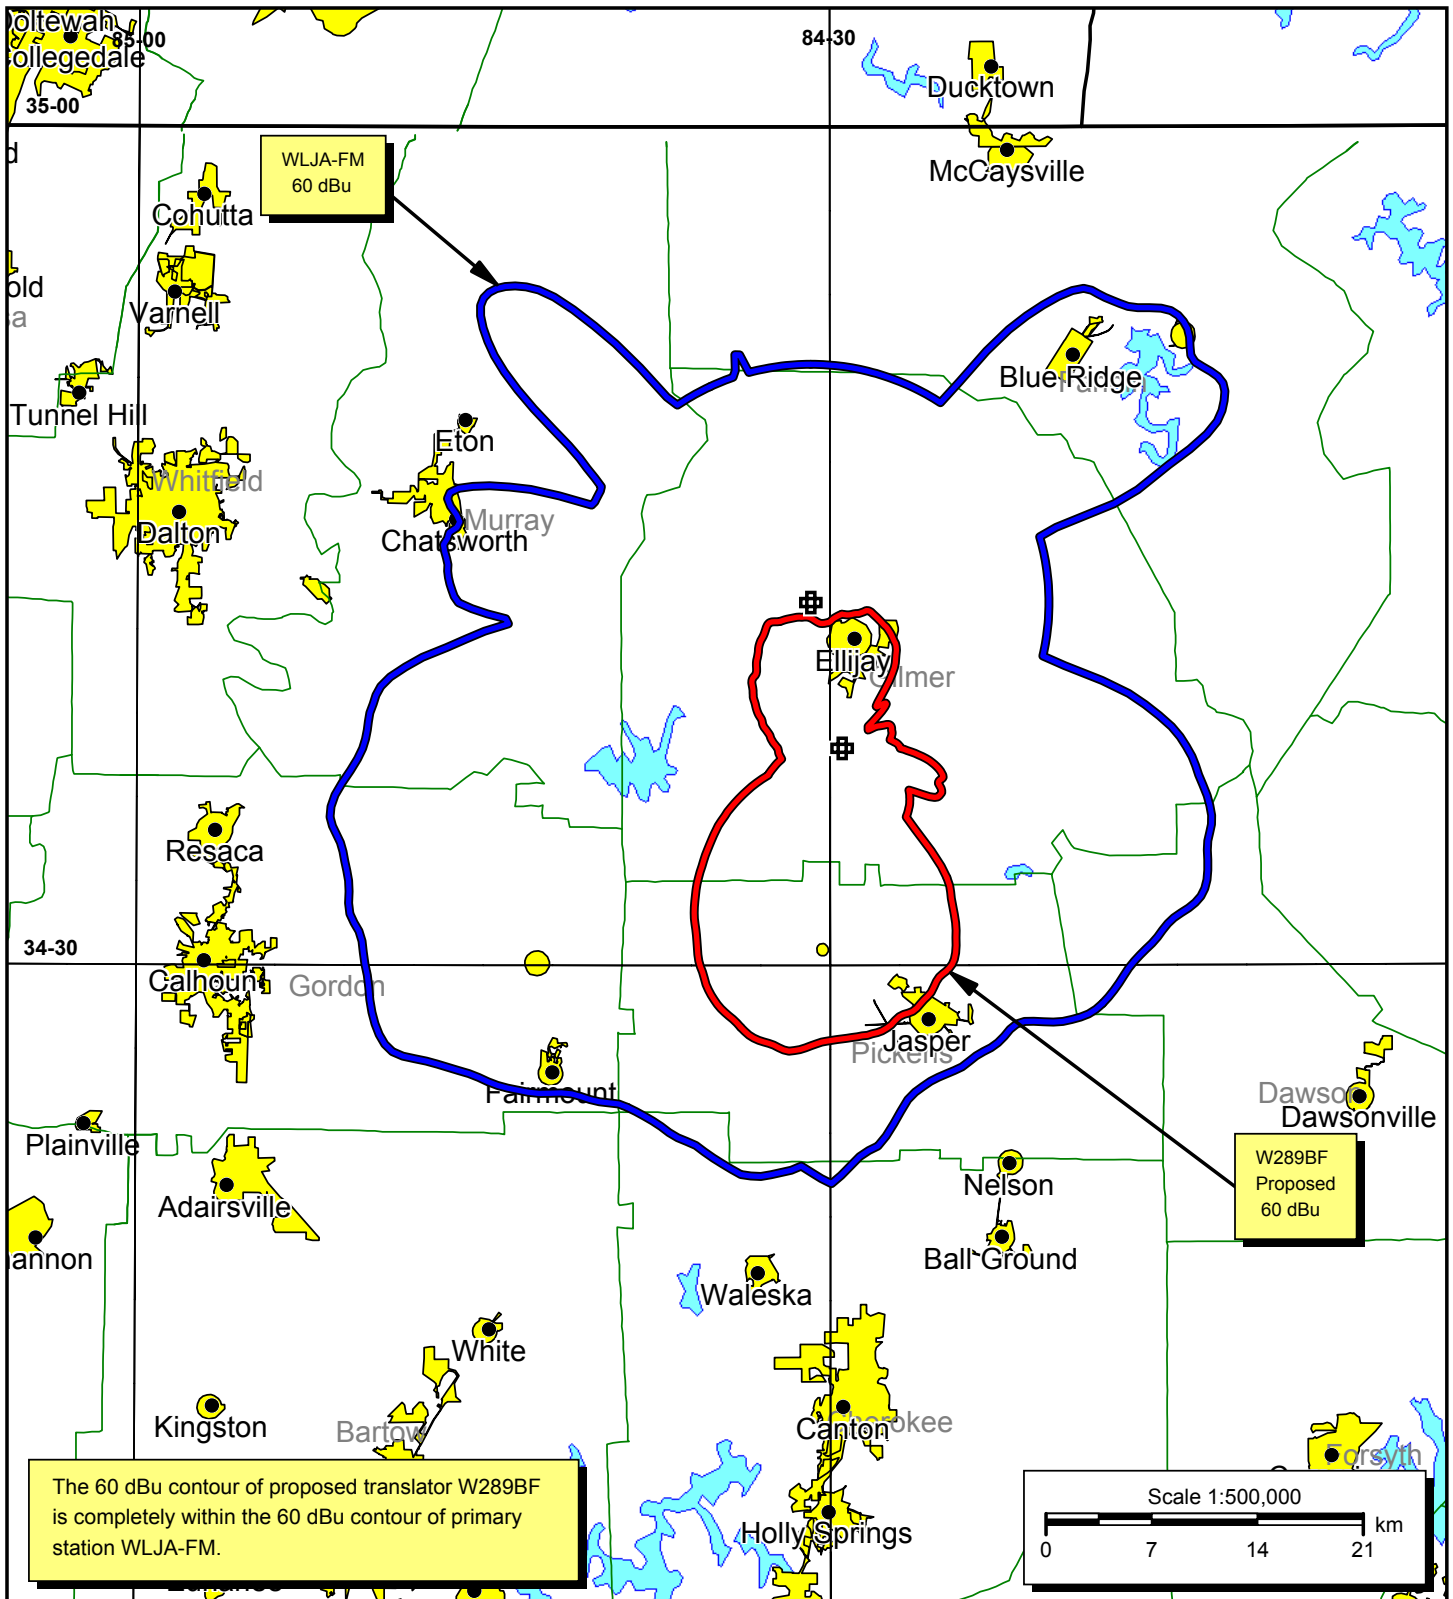 Ooltewah
85-00
Collegedale
84-30
Ducktown
35-00
WLJA-FM
60 dBu
McCaysville
Cohutta
Varnell
Blue Ridge
Fannin
Tunnel Hill
Eton
Whitfield
Murray
Dalton
Chatsworth
Ellijay
Gilmer
Resaca
34-30
Calhoun
Gordon
Jasper
Pickens
Fairmount
Dawson
Dawsonville
Plainville
W289BF
Proposed
60 dBu
Nelson
Adairsville
annon
Ball Ground
Waleska
White
Kingston
Bartow
Canton
Cherokee
Forsyth
The 60 dBu contour of proposed translator W289BF
is completely within the 60 dBu contour of primary
station WLJA-FM.
Holly Springs
Scale 1:500,000
km
0 7 14 21